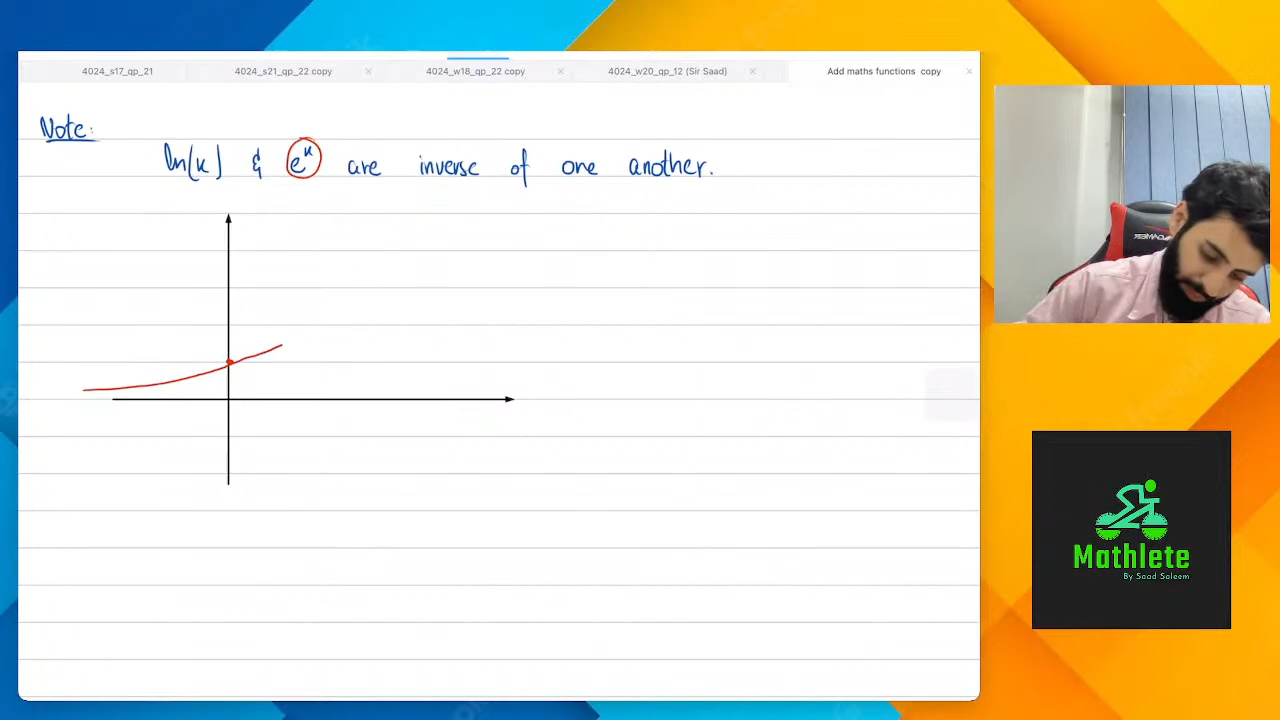 4024_s17_qp_21 4024_s21_qp_22 copy 4024_w18_qp_22 copy 4024_w20_qp_12 (Sir Saad) Add maths functions copy
Note:
ln(x) & e^x are inverse of one another.
Mathlete
By Saad Saleem